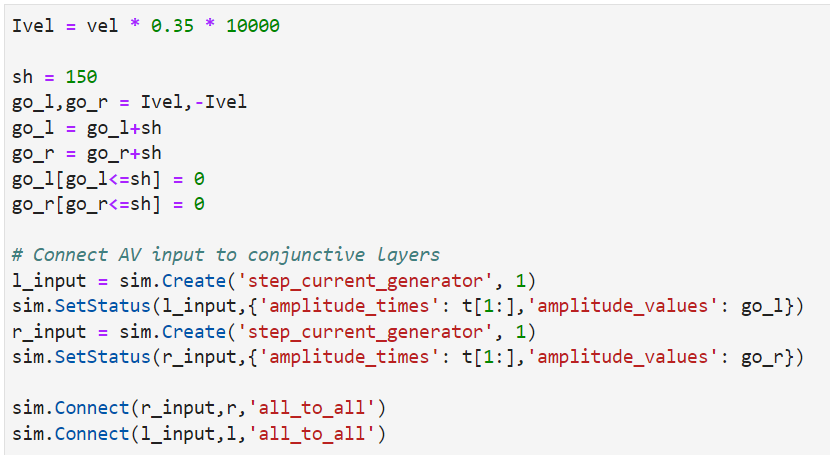 Ivel = vel * 0.35 * 10000
sh = 150
go_l,go_r = Ivel,-Ivel
go_l = go_l+sh
go_r = go_r+sh
go_l[go_l<=sh] = 0
go_r[go_r<=sh] = 0
# Connect AV input to conjunctive layers
l_input = sim.Create('step_current_generator', 1)
sim.SetStatus(l_input,{'amplitude_times': t[1:],'amplitude_values': go_l})
r_input = sim.Create('step_current_generator', 1)
sim.SetStatus(r_input,{'amplitude_times': t[1:],'amplitude_values': go_r})
sim.Connect(r_input,r,'all_to_all')
sim.Connect(l_input,l,'all_to_all')